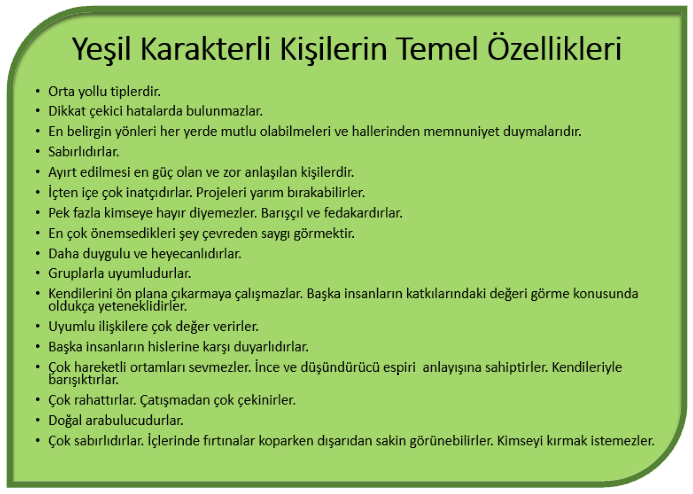 Yeşil Karakterli Kişilerin Temel Özellikleri
• Orta yollu tiplerdir.
• Dikkat çekici hatalarda bulunmazlar.
• En belirgin yönleri her yerde mutlu olabilmeleri ve hallerinden memnuniyet duymalarıdır.
• Sabırlıdırlar.
• Ayırt edilmesi en güç olan ve zor anlaşılan kişilerdir.
• İçten içe çok inatçıdırlar. Projeleri yarım bırakabilirler.
• Pek fazla kimseye hayır diyemezler. Barışçıl ve fedakardırlar.
• En çok önemsedikleri şey çevreden saygı görmektir.
• Daha duygulu ve heyecanlıdırlar.
• Gruplarla uyumludurlar.
• Kendilerini ön plana çıkarmaya çalışmazlar. Başka insanların katkılarındaki değeri görme konusunda
oldukça yeteneklidirler.
• Uyumlu ilişkilere çok değer verirler.
• Başka insanların hislerine karşı duyarlıdırlar.
• Çok hareketli ortamları sevmezler. İnce ve düşündürücü espiri anlayışına sahiptirler. Kendileriyle
barışıktırlar.
• Çok rahattırlar. Çatışmadan çok çekinirler.
• Doğal arabulucudurlar.
• Çok sabırlıdırlar. İçlerinde fırtınalar koparken dışarıdan sakin görünebilirler. Kimseyi kırmak istemezler.